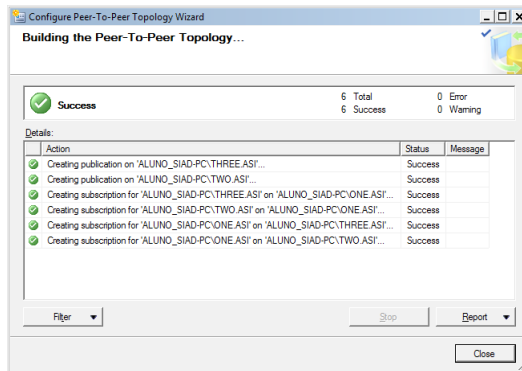 Configure Peer-To-Peer Topology Wizard
Building the Peer-To-Peer Topology...
Success
6 Total 0 Error
6 Success 0 Warning
Details:
Action Status Message
Creating publication on 'ALUNO_SIAD-PC\THREE.ASI'... Success
Creating publication on 'ALUNO_SIAD-PC\TWO.ASI'... Success
Creating subscription for 'ALUNO_SIAD-PC\THREE.ASI' on 'ALUNO_SIAD-PC\ONE.ASI'... Success
Creating subscription for 'ALUNO_SIAD-PC\TWO.ASI' on 'ALUNO_SIAD-PC\ONE.ASI'... Success
Creating subscription for 'ALUNO_SIAD-PC\ONE.ASI' on 'ALUNO_SIAD-PC\THREE.ASI'... Success
Creating subscription for 'ALUNO_SIAD-PC\ONE.ASI' on 'ALUNO_SIAD-PC\TWO.ASI'... Success
Filter Stop Report
Close